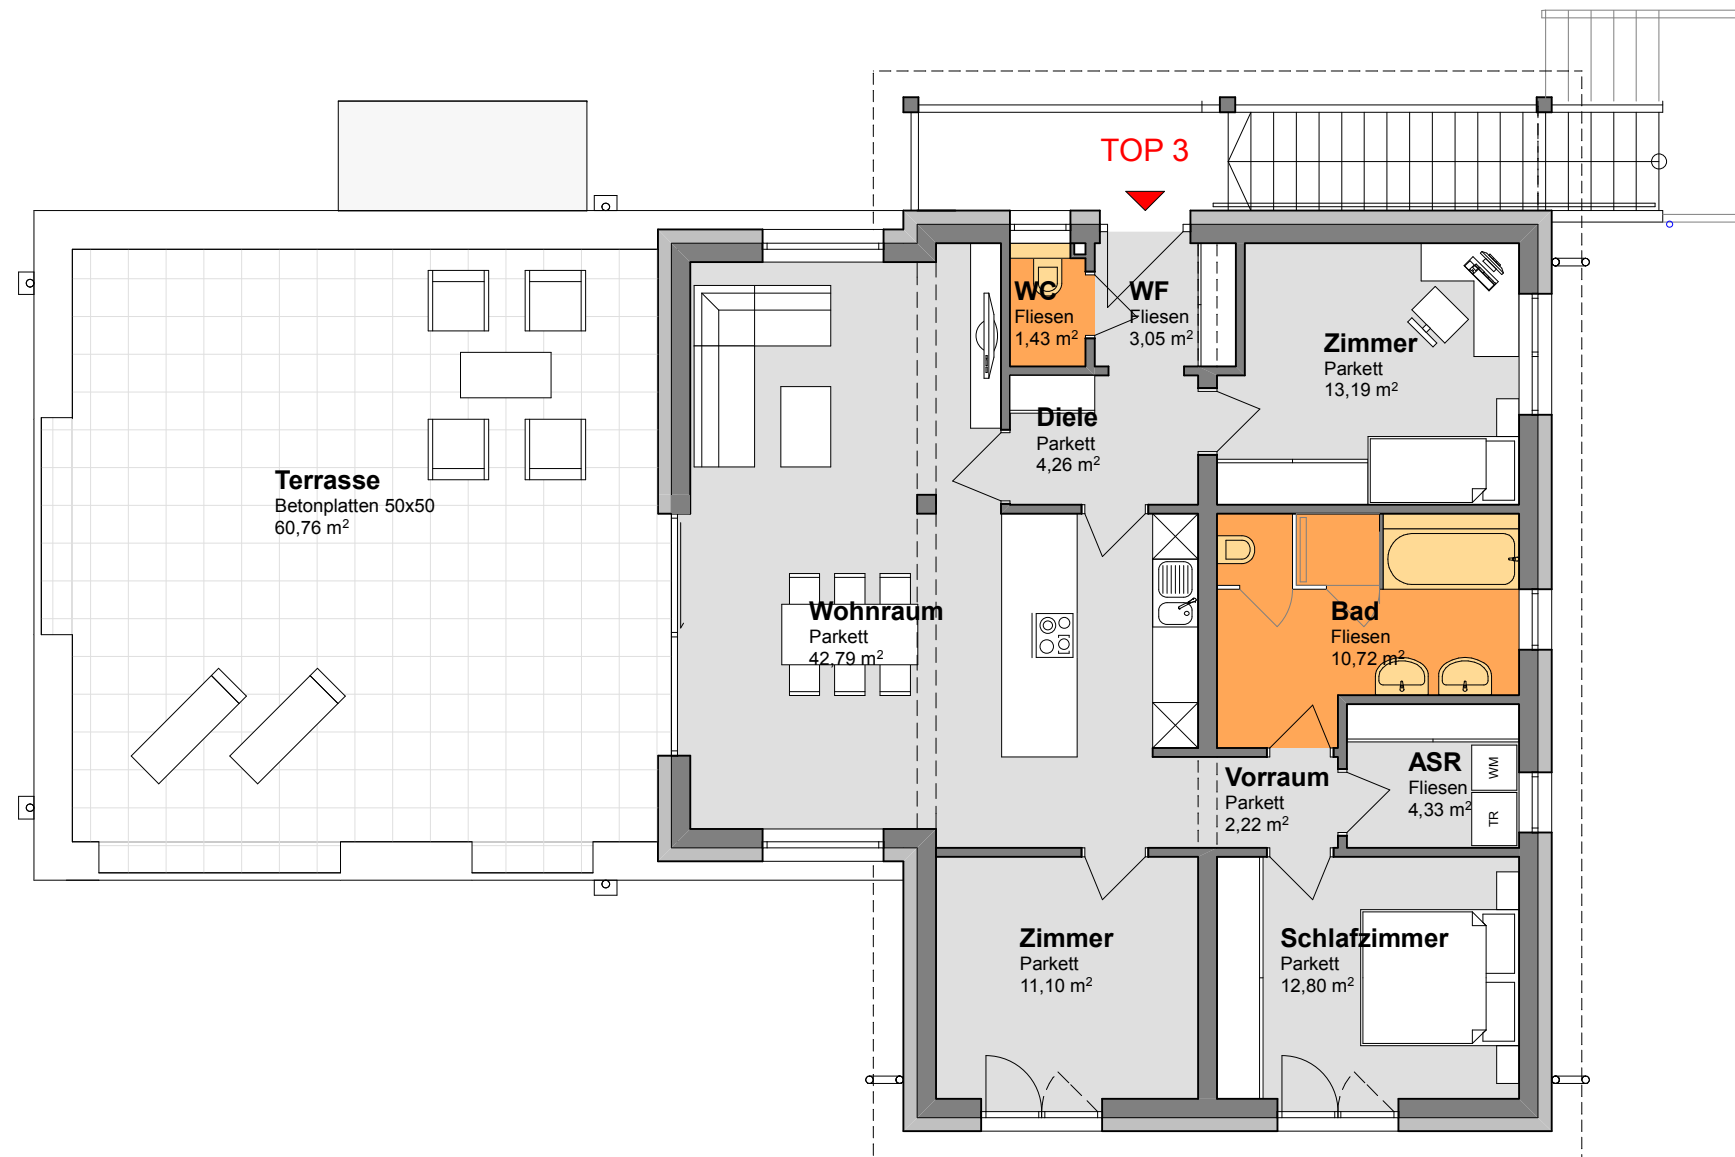 TOP 3
WC
Fliesen
1,43 m²
WF
Fliesen
3,05 m²
Zimmer
Parkett
13,19 m²
Diele
Parkett
4,26 m²
Terrasse
Betonplatten 50x50
60,76 m²
Wohnraum
Parkett
42,79 m²
Bad
Fliesen
10,72 m²
Vorraum
Parkett
2,22 m²
ASR
Fliesen
4,33 m²
WM
TR
Zimmer
Parkett
11,10 m²
Schlafzimmer
Parkett
12,80 m²